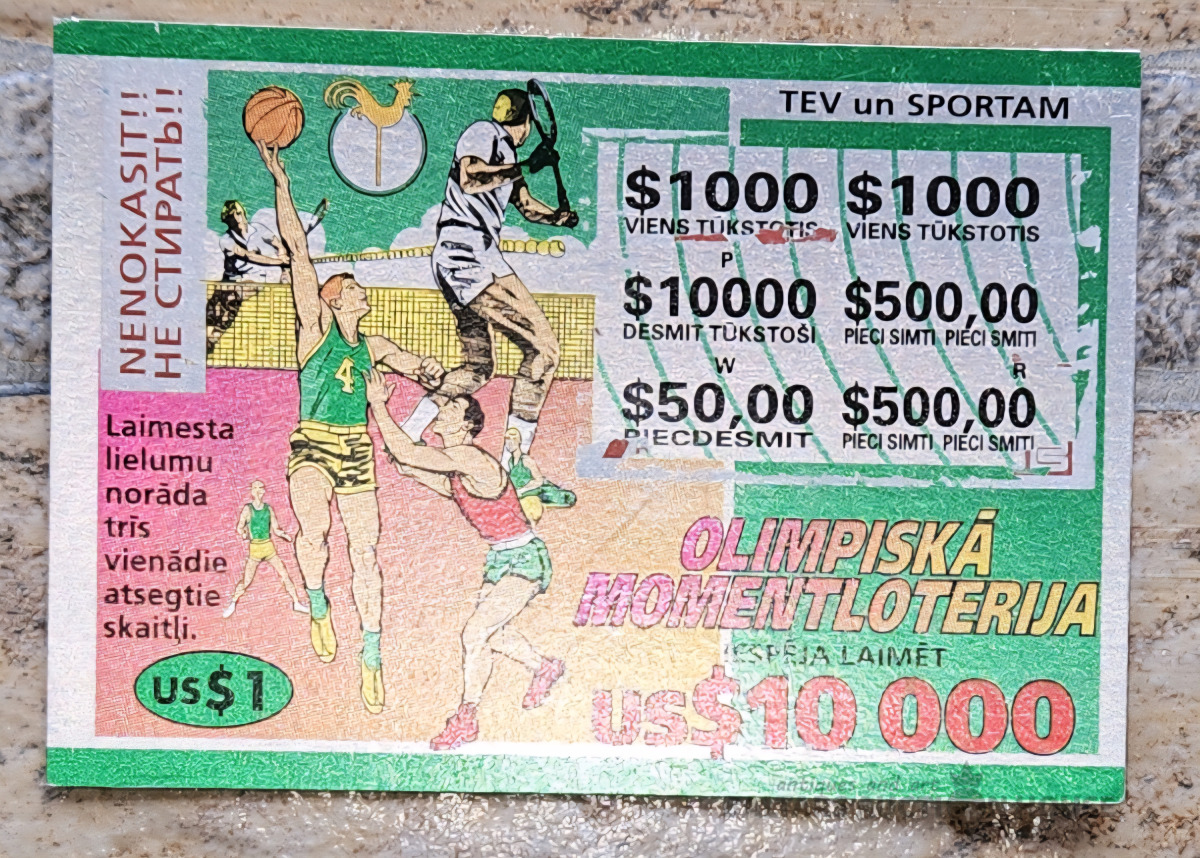 NENOKASIT!!
НЕ СТИРАТЬ!!
TEV un SPORTAM
$1000 $1000
VIENS TŪKSTOTIS VIENS TŪKSTOTIS
P
$10000 $500,00
DESMIT TŪKSTOŠI PIECI SIMTI PIECI SMITI
W R
$50,00 $500,00
PIECDESMIT PIECI SIMTI PIECI SMITI
4
Laimesta
lielumu
norāda
trīs
vienādie
atsegtie
skaitļi.
US$1
OLIMPISKĀ
MOMENTLOTERIJA
IESPĒJA LAIMĒT
US$10 000